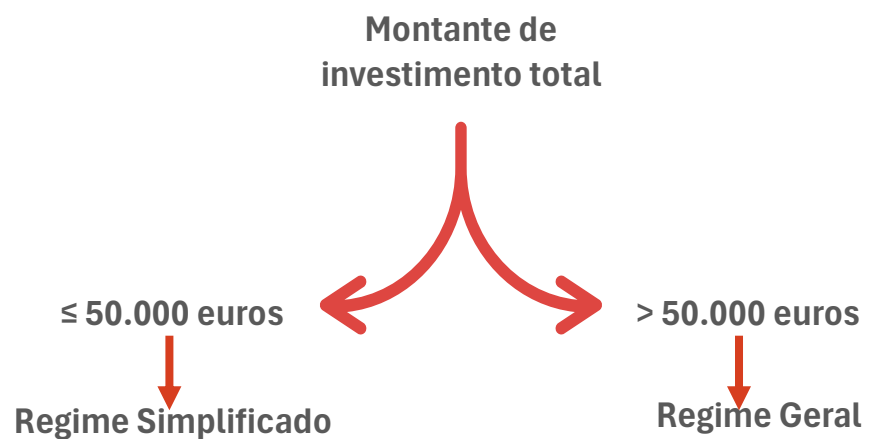 Montante de
investimento total
≤ 50.000 euros
> 50.000 euros
Regime Simplificado
Regime Geral